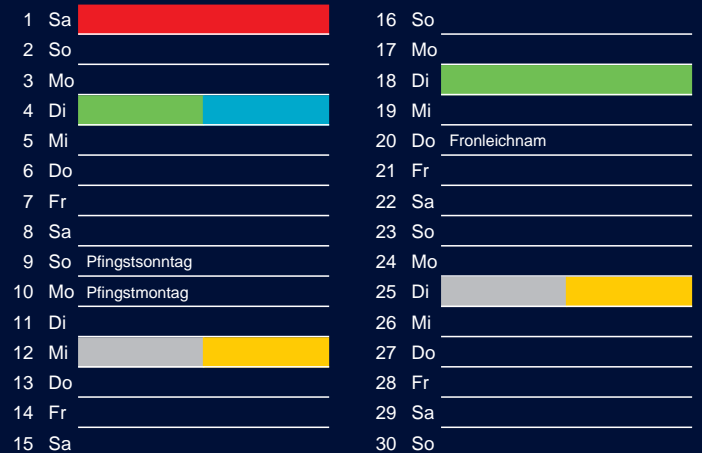 1 Sa
2 So
3 Mo
4 Di
5 Mi
6 Do
7 Fr
8 Sa
9 So Pfingstsonntag
10 Mo Pfingstmontag
11 Di
12 Mi
13 Do
14 Fr
15 Sa
16 So
17 Mo
18 Di
19 Mi
20 Do Fronleichnam
21 Fr
22 Sa
23 So
24 Mo
25 Di
26 Mi
27 Do
28 Fr
29 Sa
30 So